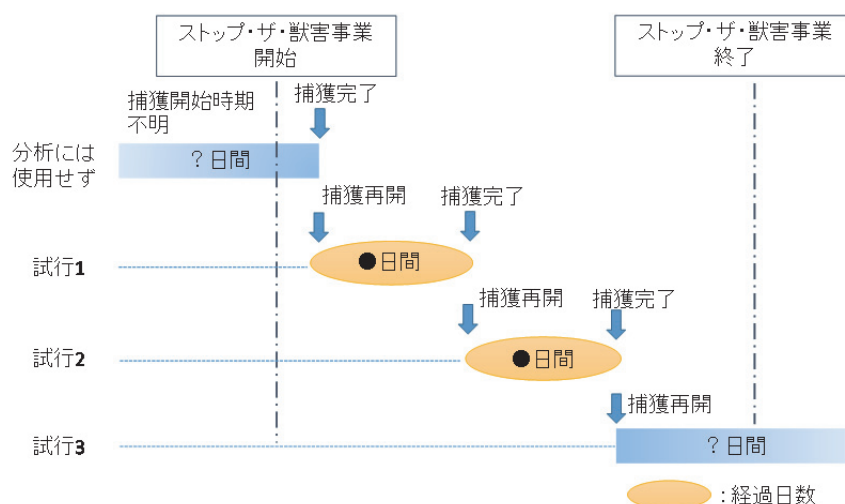 ストップ・ザ・獣害事業
開始
ストップ・ザ・獣害事業
終了
捕獲開始時期
不明
捕獲完了
分析には
使用せず
？日間
捕獲再開
捕獲完了
試行1
●日間
捕獲再開
捕獲完了
試行2
●日間
捕獲再開
試行3
？日間
：経過日数